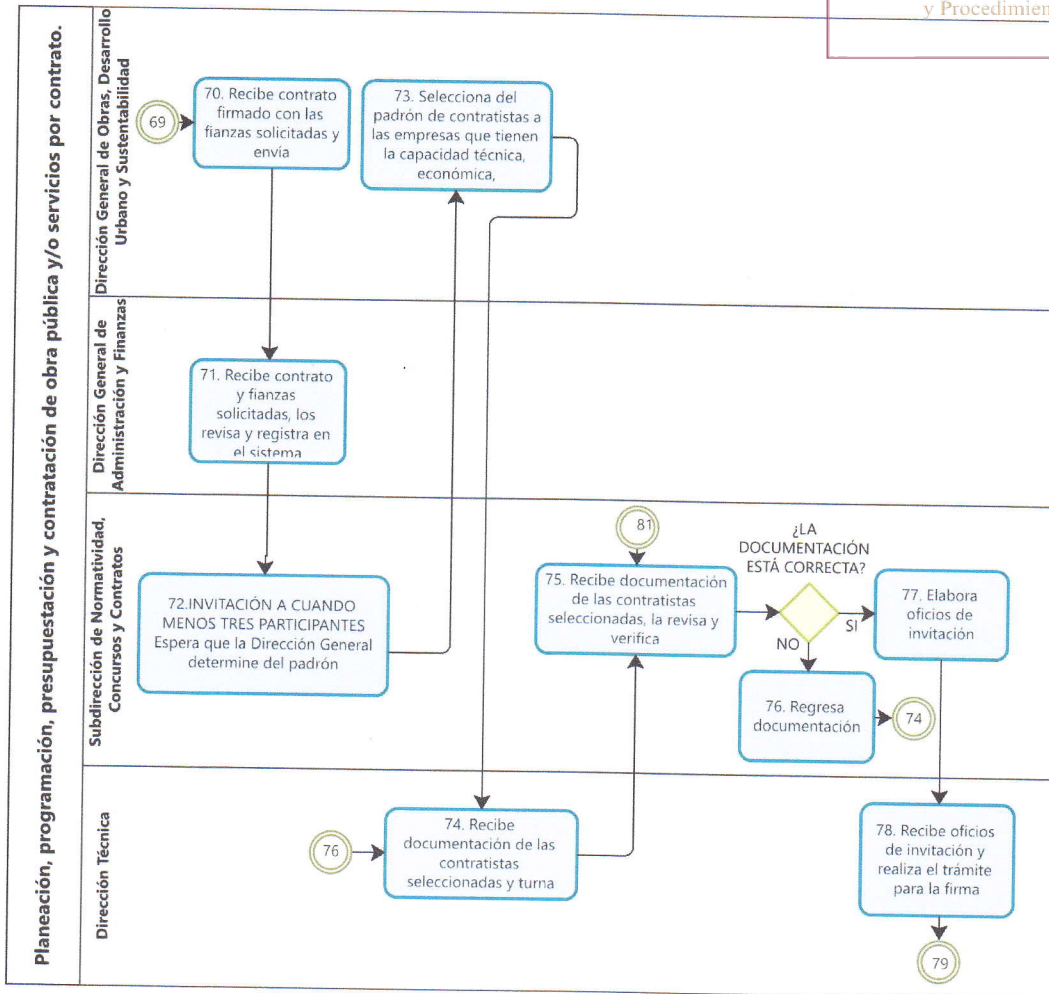 y Procedimien
Planeación, programación, presupuestación y contratación de obra pública y/o servicios por contrato.
Dirección General de Obras, Desarrollo
Urbano y Sustentabilidad
69
70. Recibe contrato
firmado con las
fianzas solicitadas y
envía
73. Selecciona del
padrón de contratistas a
las empresas que tienen
la capacidad técnica,
económica,
Dirección General de
Administración y Finanzas
71. Recibe contrato
y fianzas
solicitadas, los
revisa y registra en
el sistema
Subdirección de Normatividad,
Concursos y Contratos
72.INVITACIÓN A CUANDO
MENOS TRES PARTICIPANTES
Espera que la Dirección General
determine del padrón
81
75. Recibe documentación
de las contratistas
seleccionadas, la revisa y
verifica
¿LA
DOCUMENTACIÓN
ESTÁ CORRECTA?
SI
NO
77. Elabora
oficios de
invitación
76. Regresa
documentación
74
Dirección Técnica
76
74. Recibe
documentación de las
contratistas
seleccionadas y turna
78. Recibe oficios
de invitación y
realiza el trámite
para la firma
79